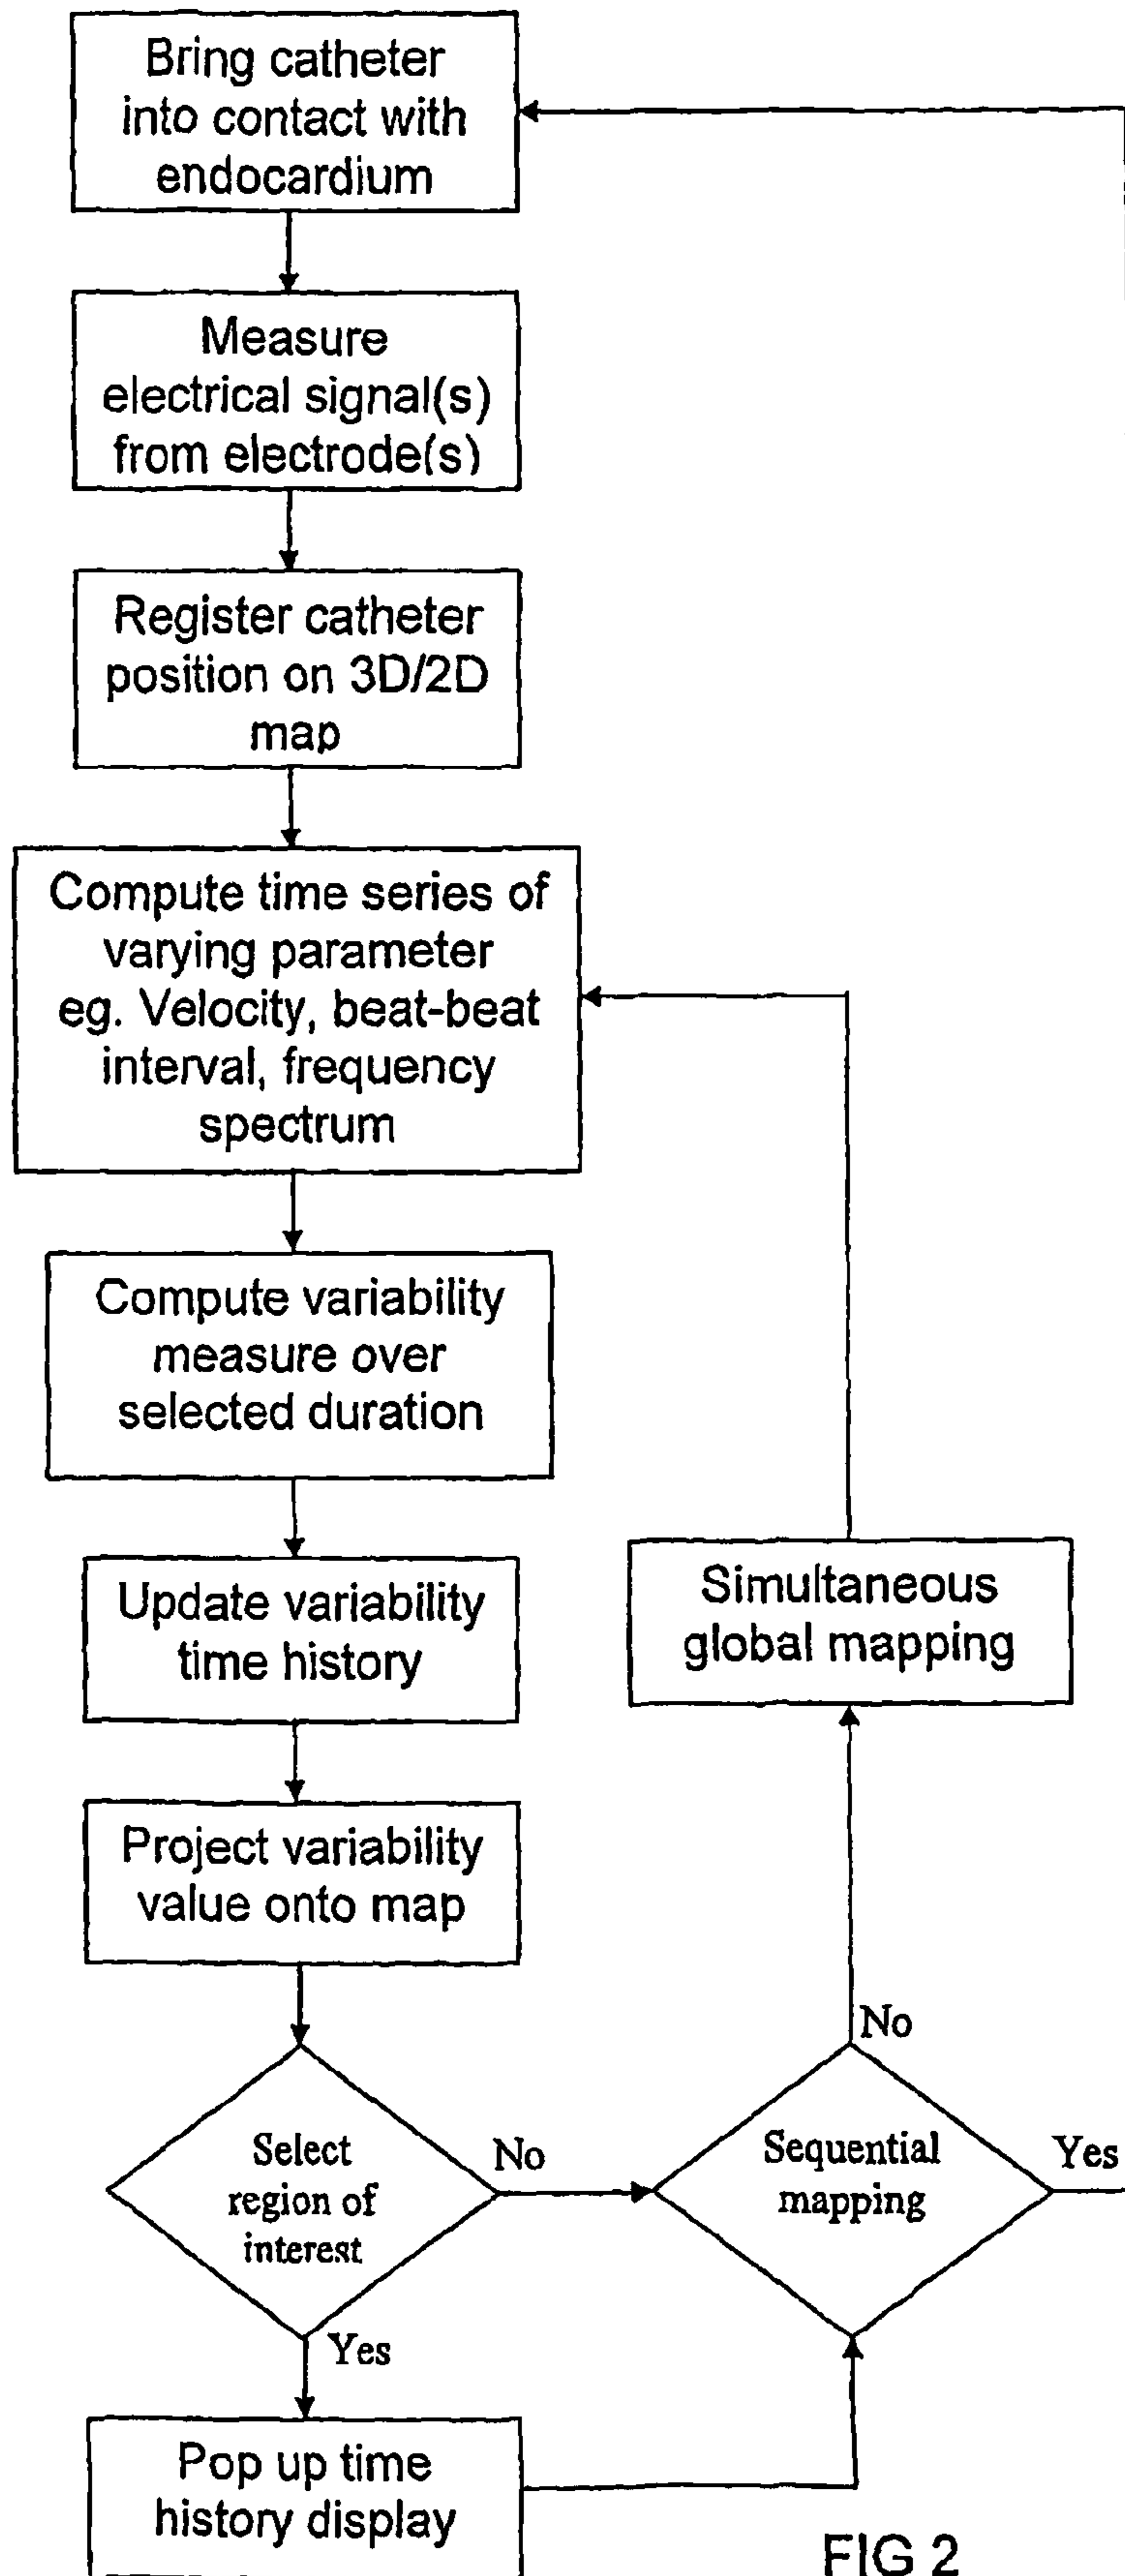 Bring catheter
into contact with
endocardium
Measure
electrical signal(s)
from electrode(s)
Register catheter
position on 3D/2D
map
Compute time series of
varying parameter
eg. Velocity, beat-beat
interval, frequency
spectrum
Compute variability
measure over
selected duration
Update variability
time history
Simultaneous
global mapping
Project variability
value onto map
No
Select
region of
interest
No
Sequential
mapping
Yes
Yes
Pop up time
history display
FIG 2